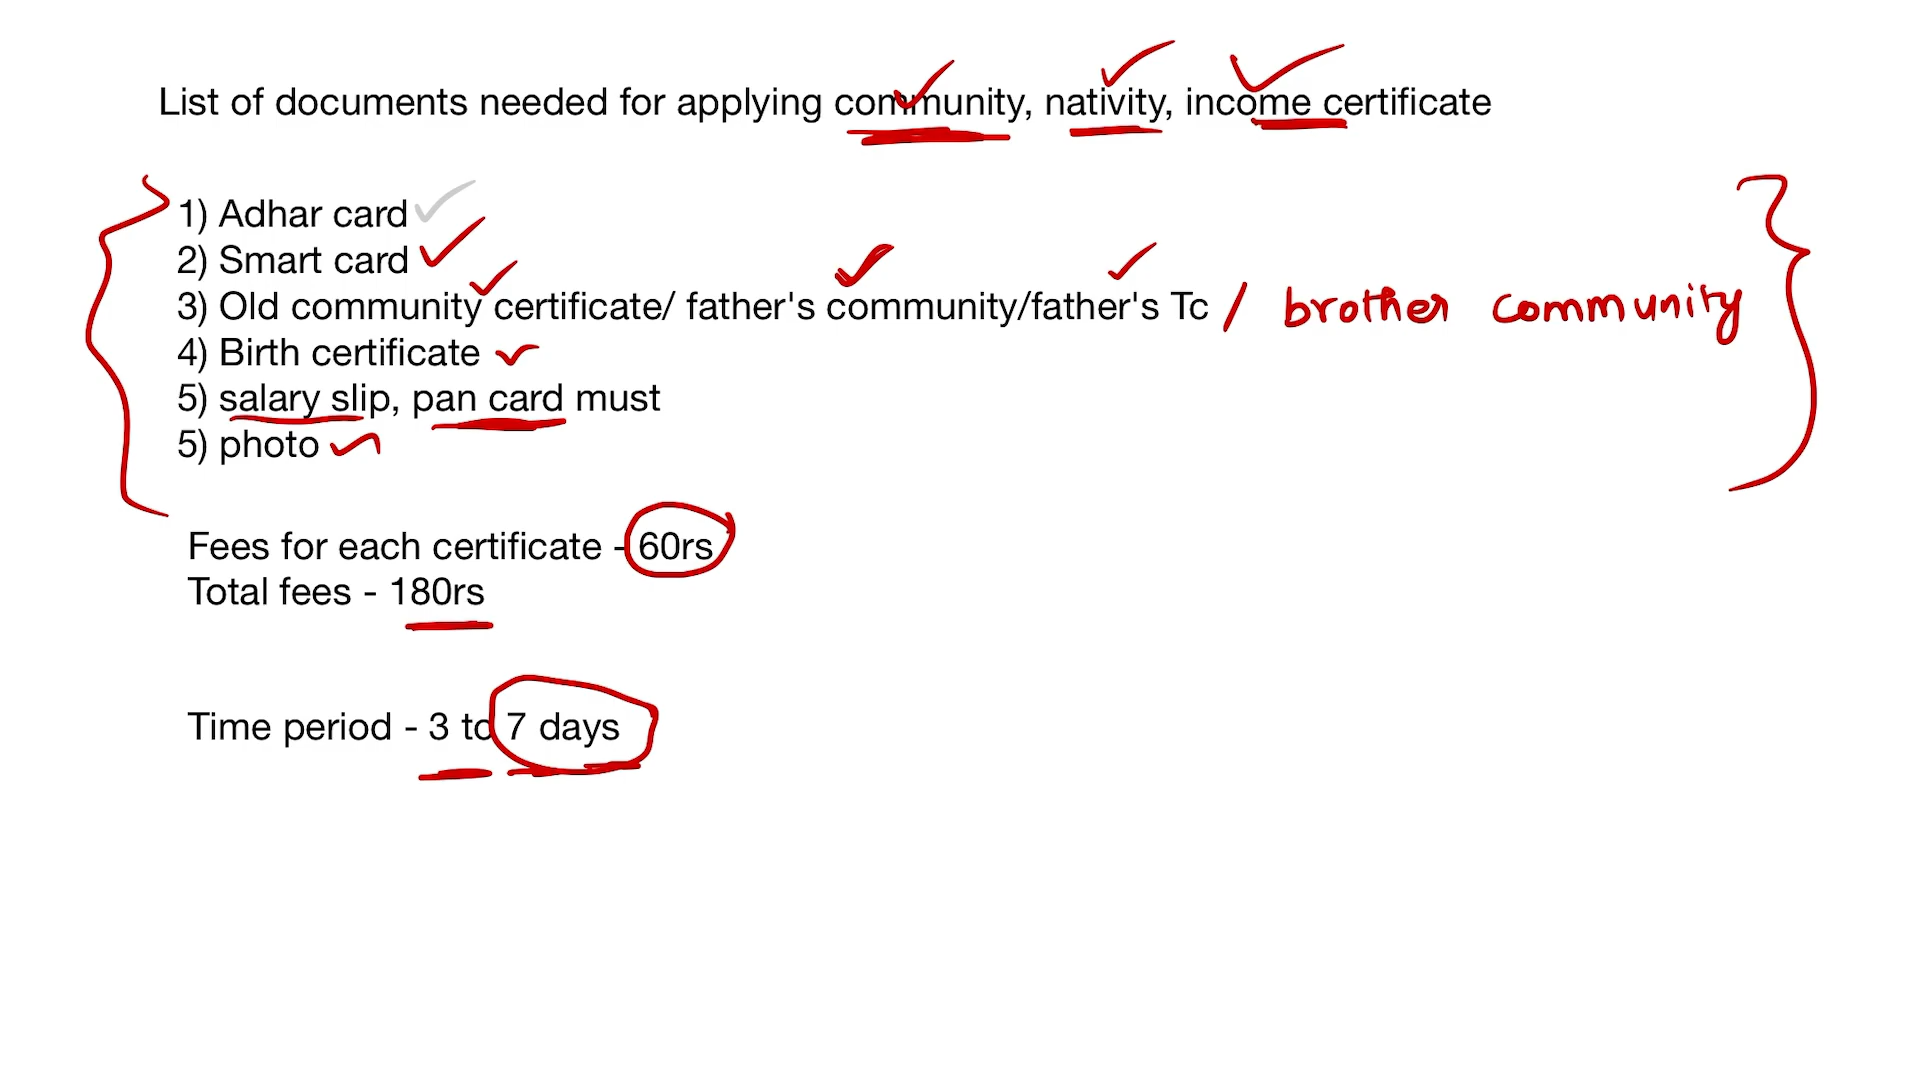 List of documents needed for applying community, nativity, income certificate
1) Adhar card
2) Smart card
3) Old community certificate/ father's community/father's Tc / brother community
4) Birth certificate
5) salary slip, pan card must
5) photo
Fees for each certificate - 60rs
Total fees - 180rs
Time period - 3 to 7 days